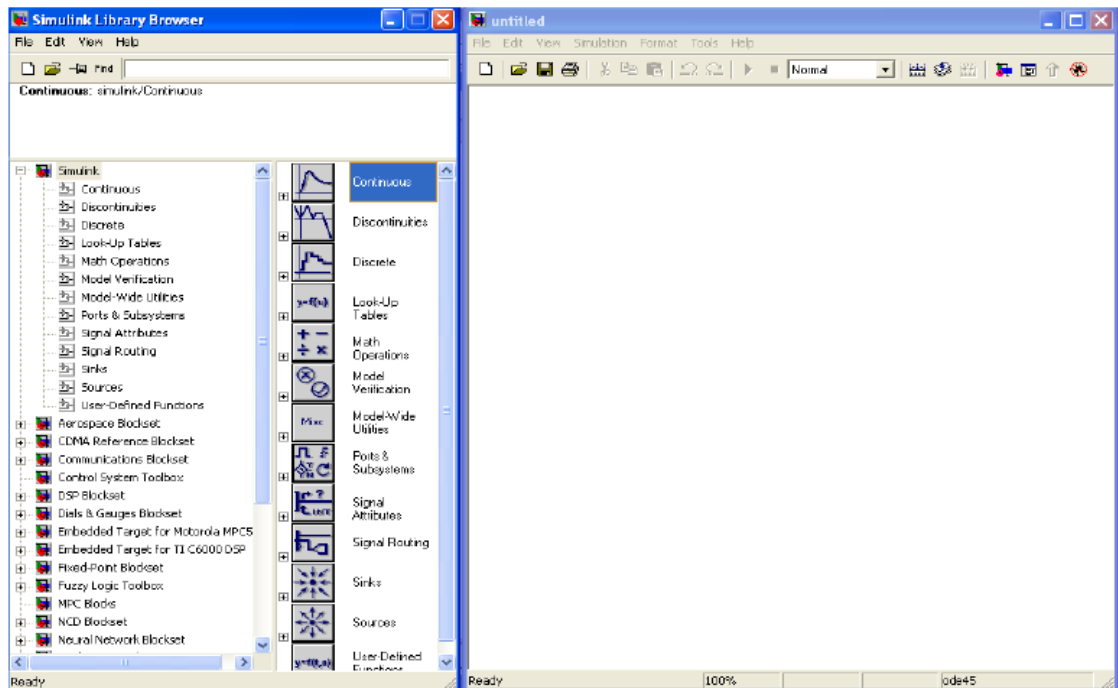 Simulink Library Browser
File Edit View Help
Find
Continuous: simulink/Continuous
Simulink
Continuous
Discontinuities
Discrete
Look-Up Tables
Math Operations
Model Verification
Model-Wide Utilities
Ports & Subsystems
Signal Attributes
Signal Routing
Sinks
Sources
User-Defined Functions
Aerospace Blockset
CDMA Reference Blockset
Communications Blockset
Control System Toolbox
DSP Blockset
Dials & Gauges Blockset
Embedded Target for Motorola MPC5
Embedded Target for TI C6000 DSP
Fixed-Point Blockset
Fuzzy Logic Toolbox
MPC Blocks
NCD Blockset
Neural Network Blockset
Continuous
Discontinuities
Discrete
y=f(u)
Look-Up
Tables
+ −
÷ ×
Math
Operations
Model
Verification
Misc
Model-Wide
Utilities
Ports &
Subsystems
Signal
Attributes
Signal Routing
Sinks
Sources
y=f(t,u)
User-Defined
Functions
Ready
untitled
File Edit View Simulation Format Tools Help
Normal
Ready 100% ode45